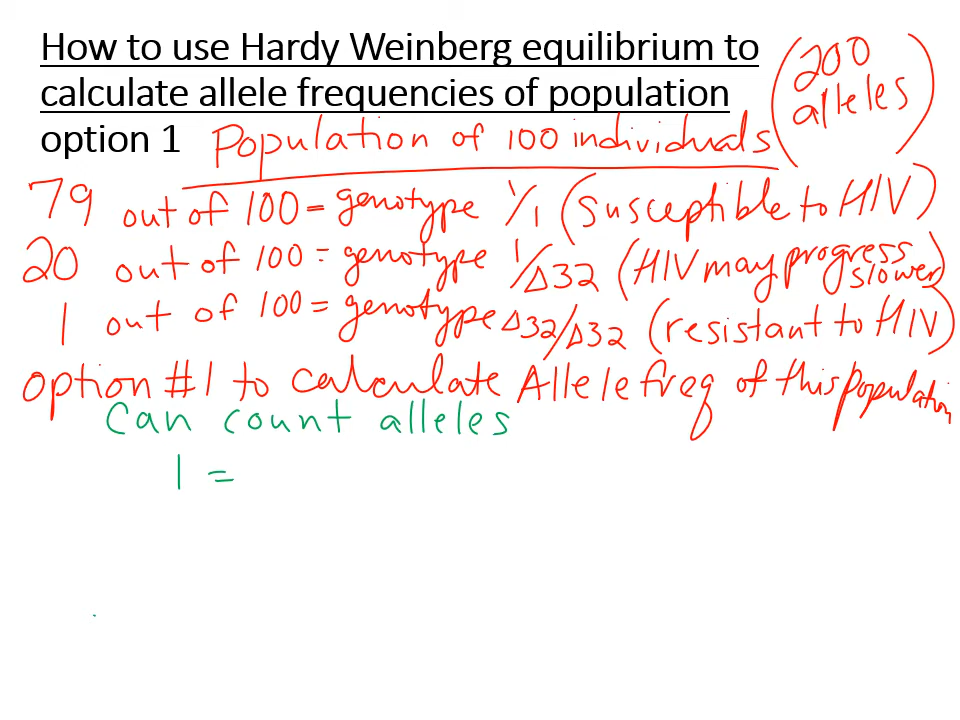 How to use Hardy Weinberg equilibrium to
calculate allele frequencies of population
option 1 Population of 100 individuals (200 alleles)
79 out of 100 = genotype 1/1 (susceptible to HIV)
20 out of 100 = genotype 1/Δ32 (HIV may progress slower)
1 out of 100 = genotype Δ32/Δ32 (resistant to HIV)
option #1 to calculate Allele freq of this population
Can count alleles
1 =